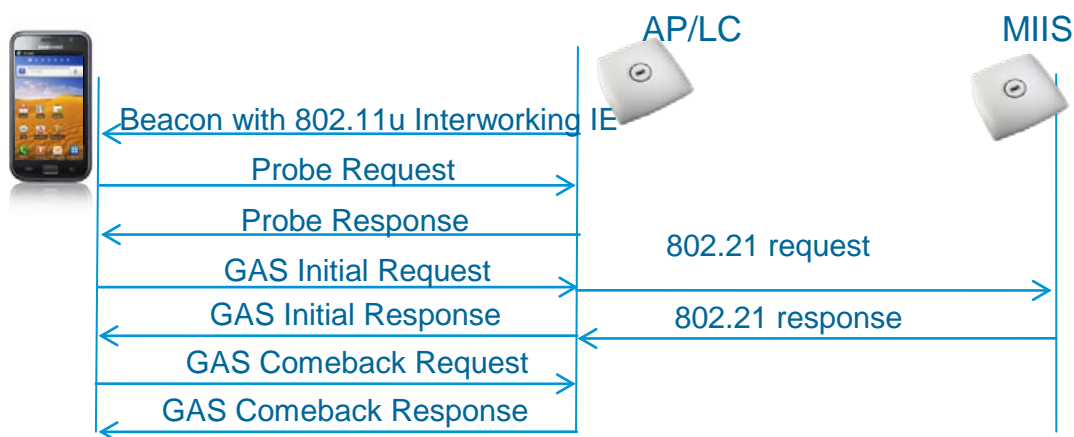 AP/LC
MIIS
Beacon with 802.11u Interworking IE
Probe Request
Probe Response
802.21 request
GAS Initial Request
GAS Initial Response
802.21 response
GAS Comeback Request
GAS Comeback Response